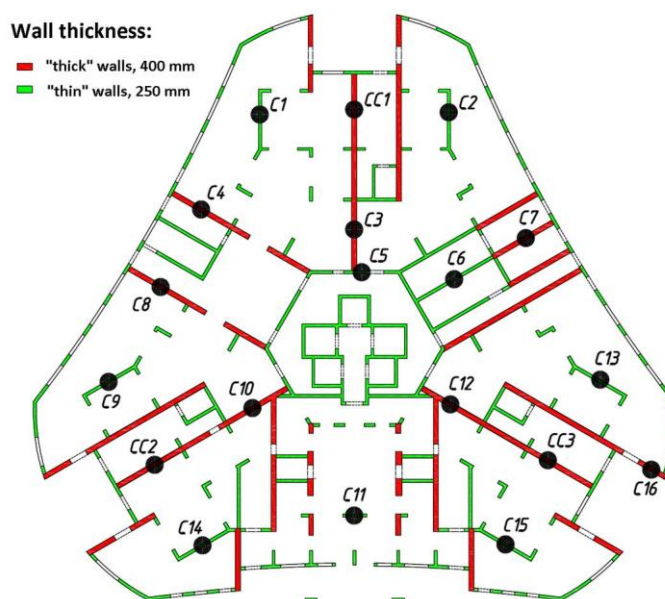 Wall thickness:
"thick" walls, 400 mm
"thin" walls, 250 mm
C1
CC1
C2
C4
C3
C7
C5
C6
C8
C9
C13
C10
C12
CC2
CC3
C16
C11
C14
C15